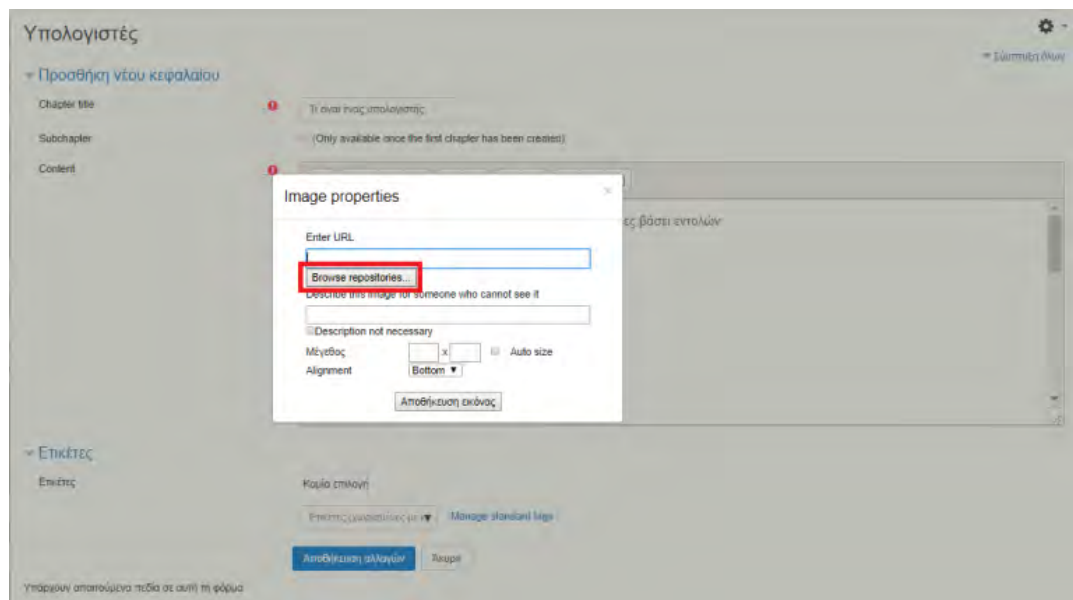 Υπολογιστές
Σύμπτυξη όλων
Προσθήκη νέου κεφαλαίου
Chapter title
Τι είναι ένας υπολογιστής
Subchapter
(Only available once the first chapter has been created)
Content
Image properties
ες βάσει εντολών
Enter URL
Browse repositories...
Describe this image for someone who cannot see it
Description not necessary
Μέγεθος x Auto size
Alignment Bottom
Αποθήκευση εικόνας
Ετικέτες
Ετικέτες
Καμία επιλογή
Manage standard tags
Αποθήκευση αλλαγών Άκυρο
Υπάρχουν απαιτούμενα πεδία σε αυτή τη φόρμα